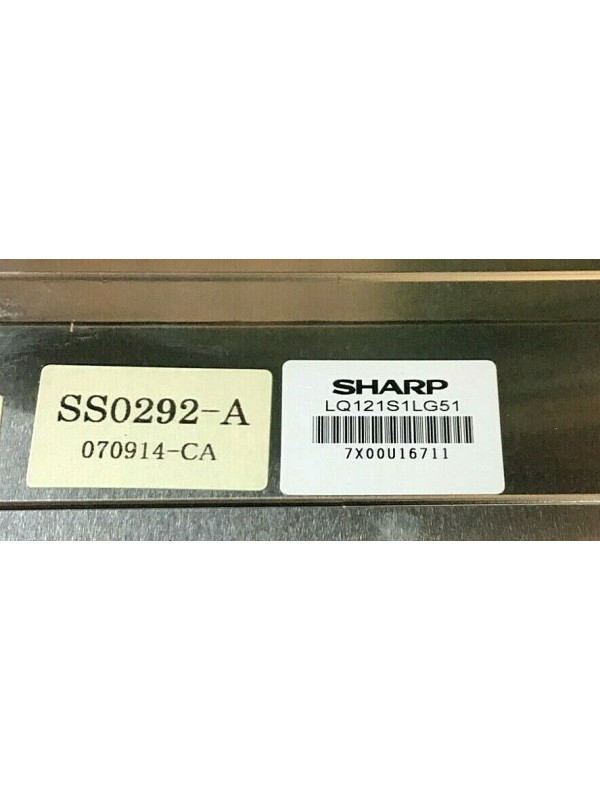 SS0292-A
070914-CA
SHARP
LQ121S1LG51
7X00U16711